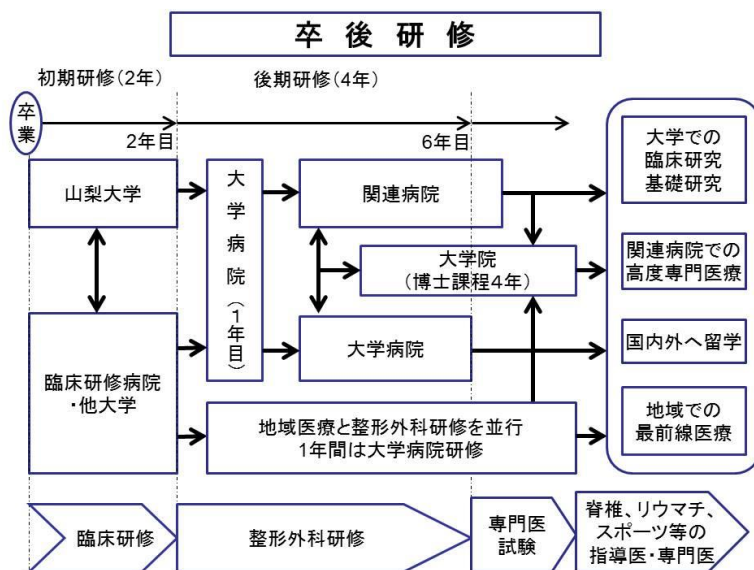 卒後研修
初期研修(2年)
後期研修(4年)
卒業
2年目
6年目
山梨大学
大学病院(1年目)
関連病院
大学院
(博士課程4年)
大学病院
臨床研修病院
・他大学
地域医療と整形外科研修を並行
1年間は大学病院研修
大学での
臨床研究
基礎研究
関連病院での
高度専門医療
国内外へ留学
地域での
最前線医療
臨床研修
整形外科研修
専門医
試験
脊椎、リウマチ、
スポーツ等の
指導医・専門医